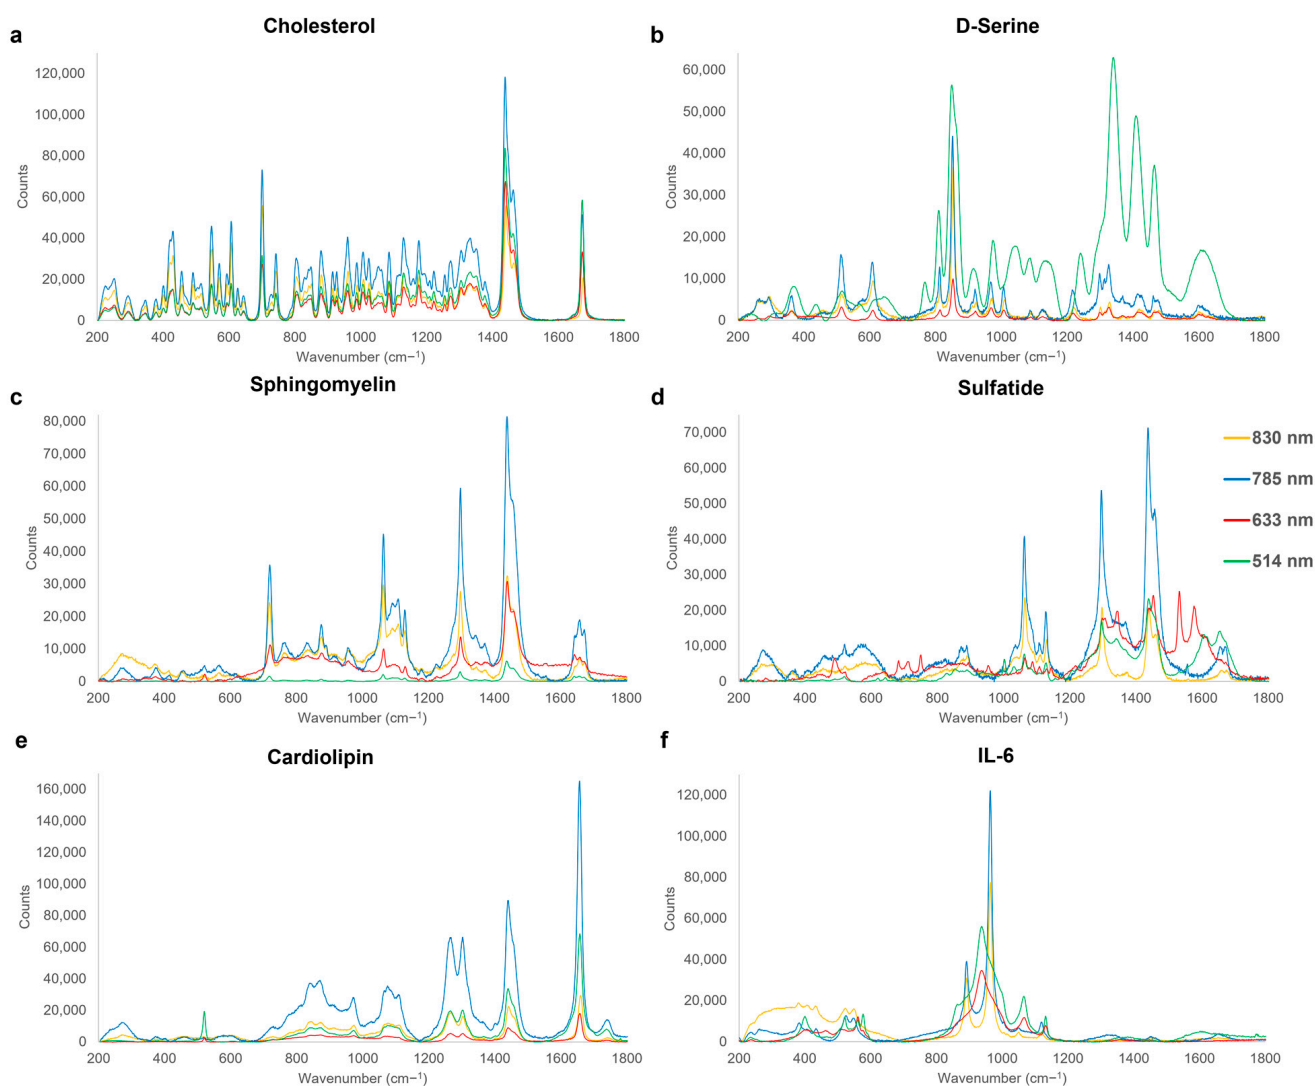 a
Cholesterol
120,000
100,000
80,000
60,000
40,000
20,000
0
Counts
200 400 600 800 1000 1200 1400 1600 1800
Wavenumber (cm−1)
b
D-Serine
60,000
50,000
40,000
30,000
20,000
10,000
0
Counts
200 400 600 800 1000 1200 1400 1600 1800
Wavenumber (cm−1)
c
Sphingomyelin
80,000
70,000
60,000
50,000
40,000
30,000
20,000
10,000
0
Counts
200 400 600 800 1000 1200 1400 1600 1800
Wavenumber (cm−1)
d
Sulfatide
70,000
60,000
50,000
40,000
30,000
20,000
10,000
0
Counts
200 400 600 800 1000 1200 1400 1600 1800
Wavenumber (cm−1)
830 nm
785 nm
633 nm
514 nm
e
Cardiolipin
160,000
140,000
120,000
100,000
80,000
60,000
40,000
20,000
0
Counts
200 400 600 800 1000 1200 1400 1600 1800
Wavenumber (cm−1)
f
IL-6
120,000
100,000
80,000
60,000
40,000
20,000
0
Counts
200 400 600 800 1000 1200 1400 1600 1800
Wavenumber (cm−1)